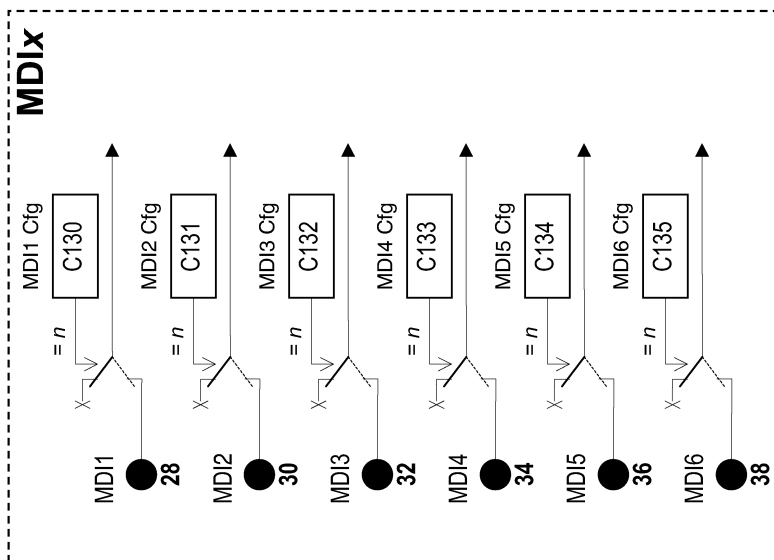 MDIx
MDI1 Cfg
C130
= n
X
MDI1
28
MDI2 Cfg
C131
= n
X
MDI2
30
MDI3 Cfg
C132
= n
X
MDI3
32
MDI4 Cfg
C133
= n
X
MDI4
34
MDI5 Cfg
C134
= n
X
MDI5
36
MDI6 Cfg
C135
= n
X
MDI6
38